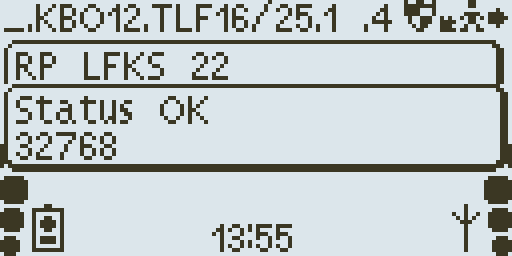 _.KBO12.TLF16/25.1 .4
RP LFKS 22
Status OK
32768
13:55